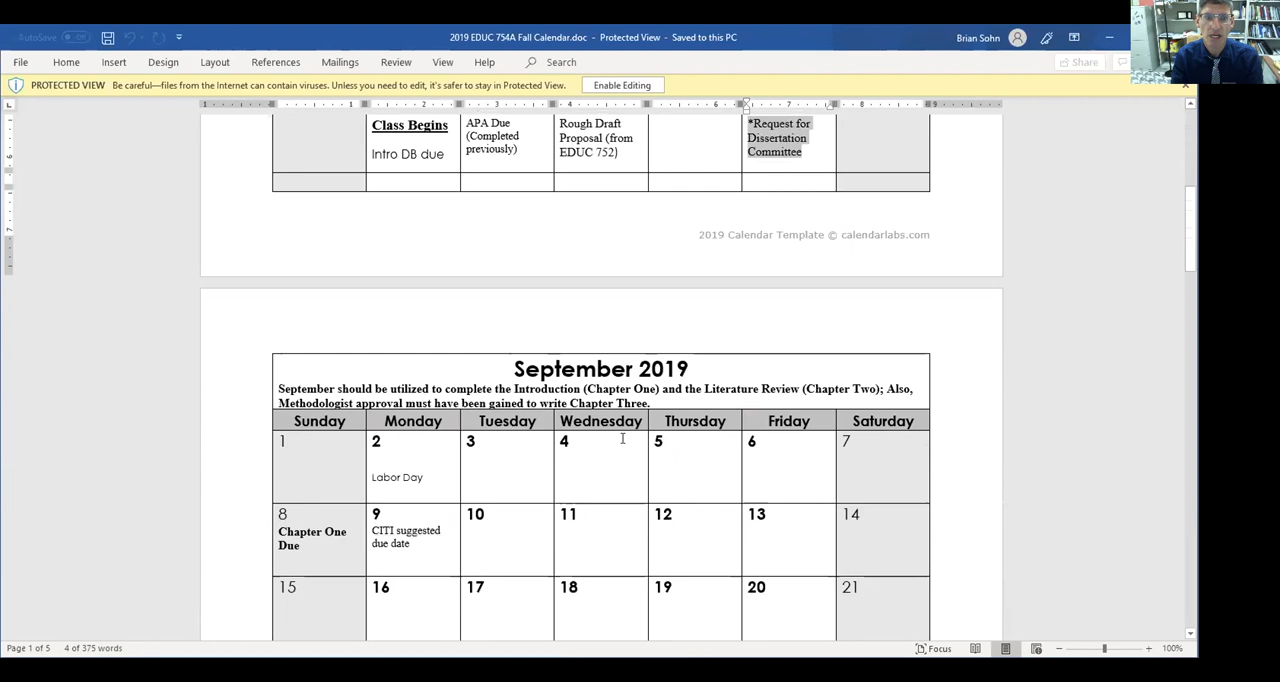 AutoSave
2019 EDUC 754A Fall Calendar.doc - Protected View - Saved to this PC
Brian Sohn
File Home Insert Design Layout References Mailings Review View Help Search
Share
PROTECTED VIEW Be careful—files from the Internet can contain viruses. Unless you need to edit, it's safer to stay in Protected View. Enable Editing
Class Begins
Intro DB due
APA Due
(Completed
previously)
Rough Draft
Proposal (from
EDUC 752)
*Request for
Dissertation
Committee
2019 Calendar Template © calendarlabs.com
September 2019
September should be utilized to complete the Introduction (Chapter One) and the Literature Review (Chapter Two); Also,
Methodologist approval must have been gained to write Chapter Three.
Sunday Monday Tuesday Wednesday Thursday Friday Saturday
1 2 3 4 5 6 7
Labor Day
8 9 10 11 12 13 14
Chapter One
Due
CITI suggested
due date
15 16 17 18 19 20 21
Page 1 of 5 4 of 375 words
Focus
100%